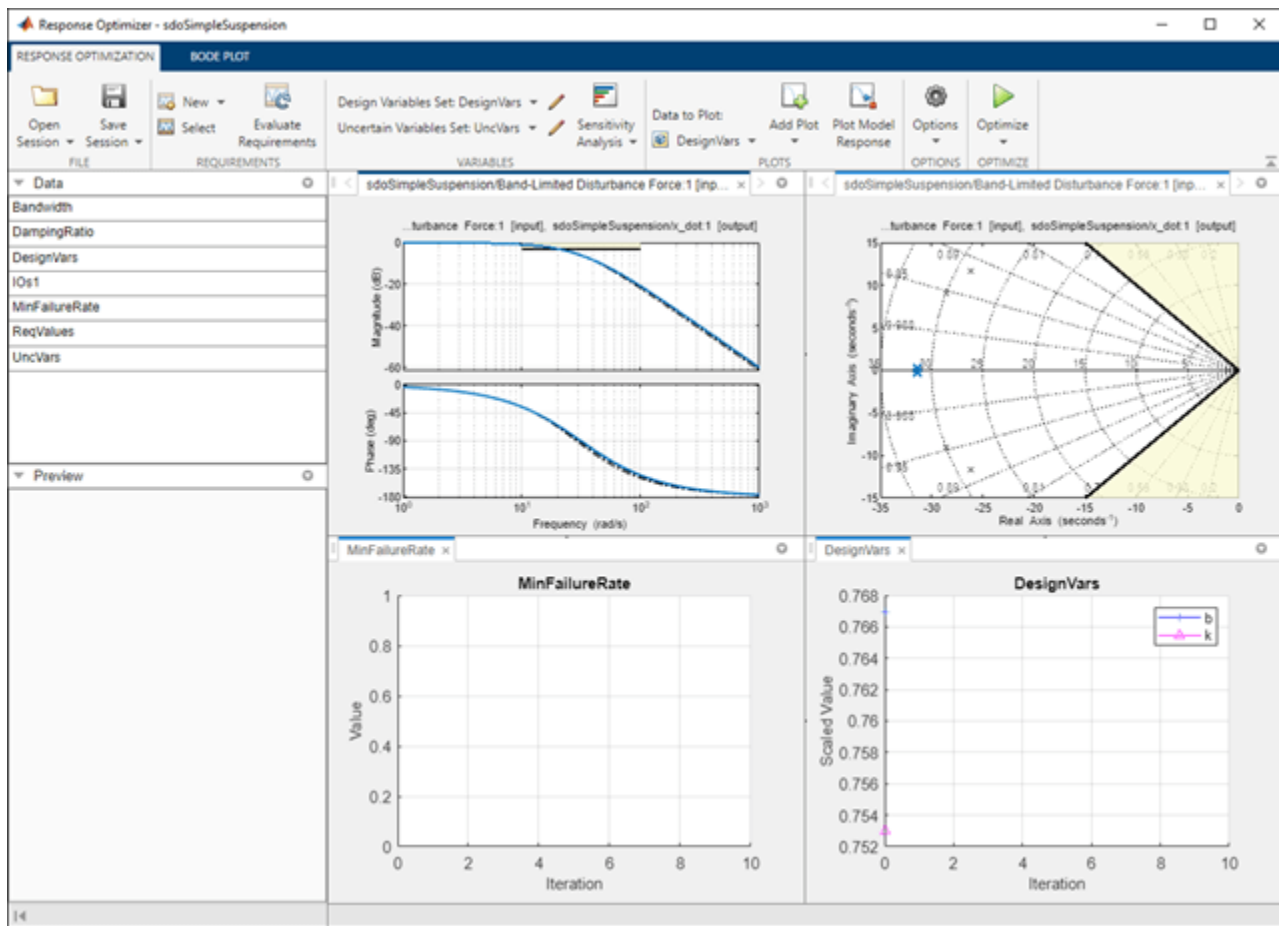 Response Optimizer - sdoSimpleSuspension
RESPONSE OPTIMIZATION
BODE PLOT
Open
Session
Save
Session
FILE
New
Select
Evaluate
Requirements
REQUIREMENTS
Design Variables Set: DesignVars
Uncertain Variables Set: UncVars
Sensitivity
Analysis
VARIABLES
Data to Plot:
DesignVars
Add Plot
Plot Model
Response
PLOTS
Options
OPTIONS
Optimize
OPTIMIZE
Data
Bandwidth
DampingRatio
DesignVars
IOs1
MinFailureRate
ReqValues
UncVars
Preview
sdoSimpleSuspension/Band-Limited Disturbance Force:1 [inp...
...turbance Force:1 [input], sdoSimpleSuspension/x_dot:1 [output]
Magnitude (dB)
0
-20
-40
-60
Phase (deg)
0
-45
-90
-135
-180
10⁰ 10¹ 10² 10³
Frequency (rad/s)
sdoSimpleSuspension/Band-Limited Disturbance Force:1 [inp...
...turbance Force:1 [input], sdoSimpleSuspension/x_dot:1 [output]
Imaginary Axis (seconds⁻¹)
15
10
5
0
-5
-10
-15
-35 -30 -25 -20 -15 -10 -5 0
Real Axis (seconds⁻¹)
MinFailureRate
MinFailureRate
Value
1
0.8
0.6
0.4
0.2
0
0 2 4 6 8 10
Iteration
DesignVars
DesignVars
Scaled Value
0.768
0.766
0.764
0.762
0.76
0.758
0.756
0.754
0.752
b
k
0 2 4 6 8 10
Iteration